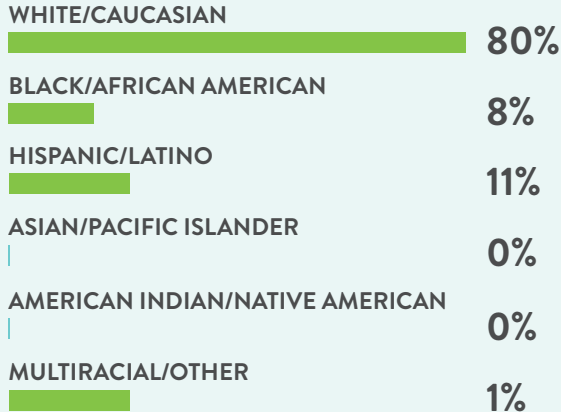 WHITE/CAUCASIAN
80%
BLACK/AFRICAN AMERICAN
8%
HISPANIC/LATINO
11%
ASIAN/PACIFIC ISLANDER
0%
AMERICAN INDIAN/NATIVE AMERICAN
0%
MULTIRACIAL/OTHER
1%